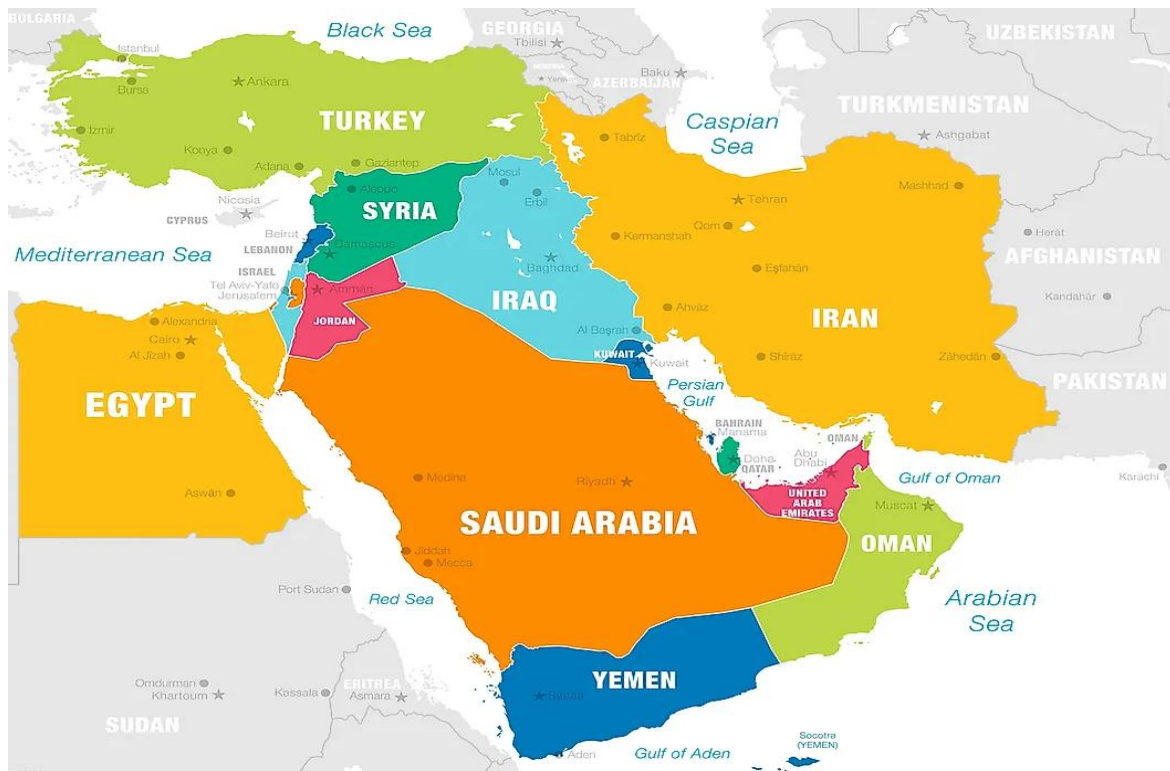 BULGARIA
Black Sea
GEORGIA
Tbilisi
UZBEKISTAN
Istanbul
Bursa
Ankara
ARMENIA
Yerevan
AZERBAIJAN
Baku
TURKMENISTAN
Ashgabat
Izmir
TURKEY
Caspian
Sea
Tabrīz
Konya
Adana
Gaziantep
Mosul
Erbil
Mashhad
Aleppo
Nicosia
CYPRUS
SYRIA
Tehran
Qom
Beirut
LEBANON
Damascus
Kermanshah
Herāt
Mediterranean Sea
AFGHANISTAN
Baghdad
Eşfahān
ISRAEL
Tel Aviv-Yafo
Jerusalem
Amman
IRAQ
Kandahār
Ahvāz
JORDAN
IRAN
Alexandria
Cairo
Al Jīzah
Al Başrah
KUWAIT
Kuwait
Shīrāz
Zāhedān
PAKISTAN
EGYPT
Persian
Gulf
BAHRAIN
Manama
OMAN
Doha
QATAR
Abu
Dhabi
Gulf of Oman
Karāchi
Medina
Riyadh
Aswān
UNITED
ARAB
EMIRATES
Muscat
SAUDI ARABIA
OMAN
Jiddah
Mecca
Port Sudan
Red Sea
Arabian
Sea
Omdurman
Khartoum
Kassala
ERITREA
Asmara
YEMEN
Sanaa
SUDAN
Aden
Gulf of Aden
Socotra
(YEMEN)